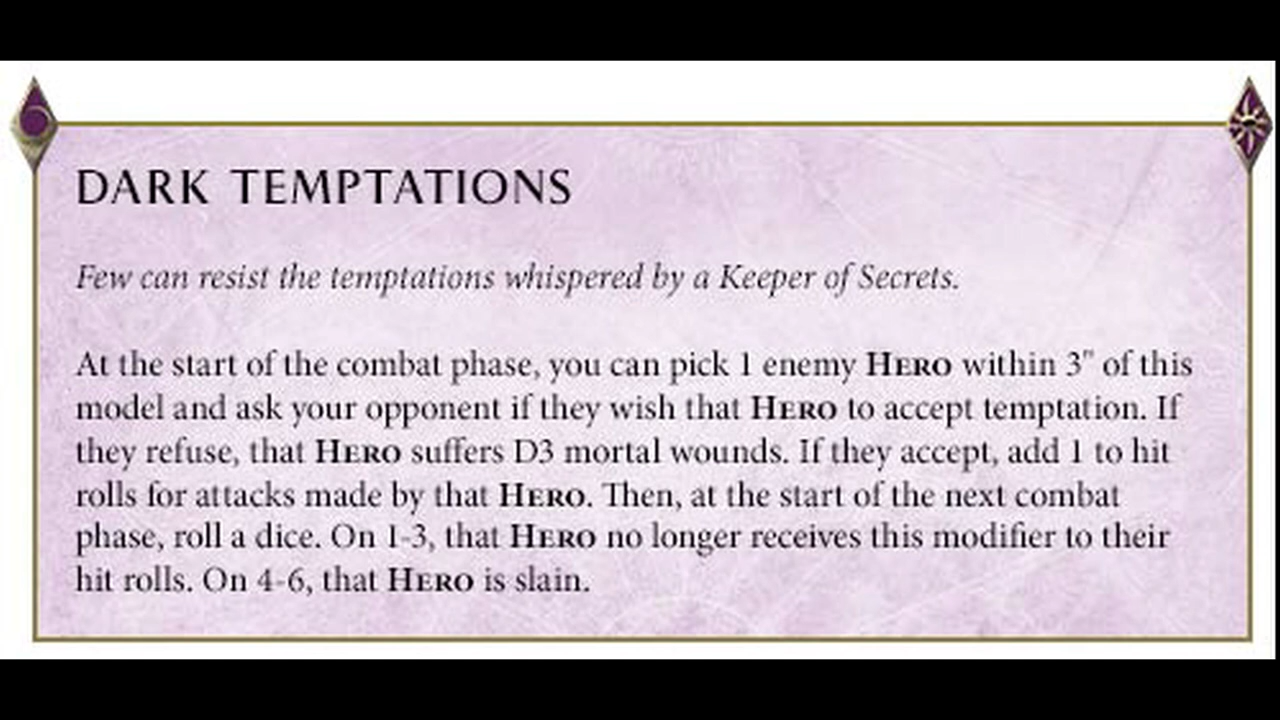 DARK TEMPTATIONS
Few can resist the temptations whispered by a Keeper of Secrets.
At the start of the combat phase, you can pick 1 enemy HERO within 3" of this
model and ask your opponent if they wish that HERO to accept temptation. If
they refuse, that HERO suffers D3 mortal wounds. If they accept, add 1 to hit
rolls for attacks made by that HERO. Then, at the start of the next combat
phase, roll a dice. On 1-3, that HERO no longer receives this modifier to their
hit rolls. On 4-6, that HERO is slain.